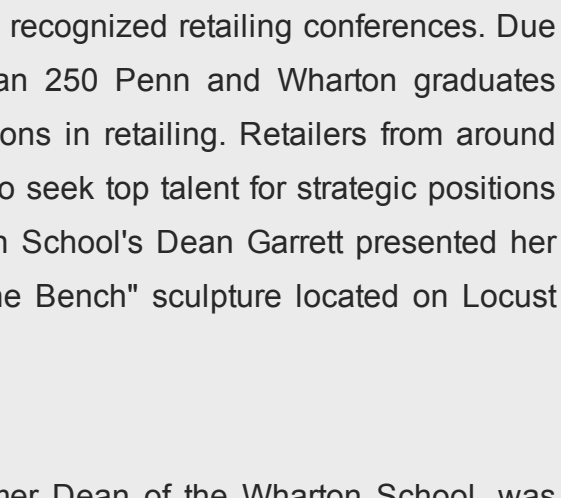 recognized retailing conferences. Due
an 250 Penn and Wharton graduates
ons in retailing. Retailers from around
o seek top talent for strategic positions
n School's Dean Garrett presented her
ne Bench" sculpture located on Locust
mer Dean of the Wharton School, was